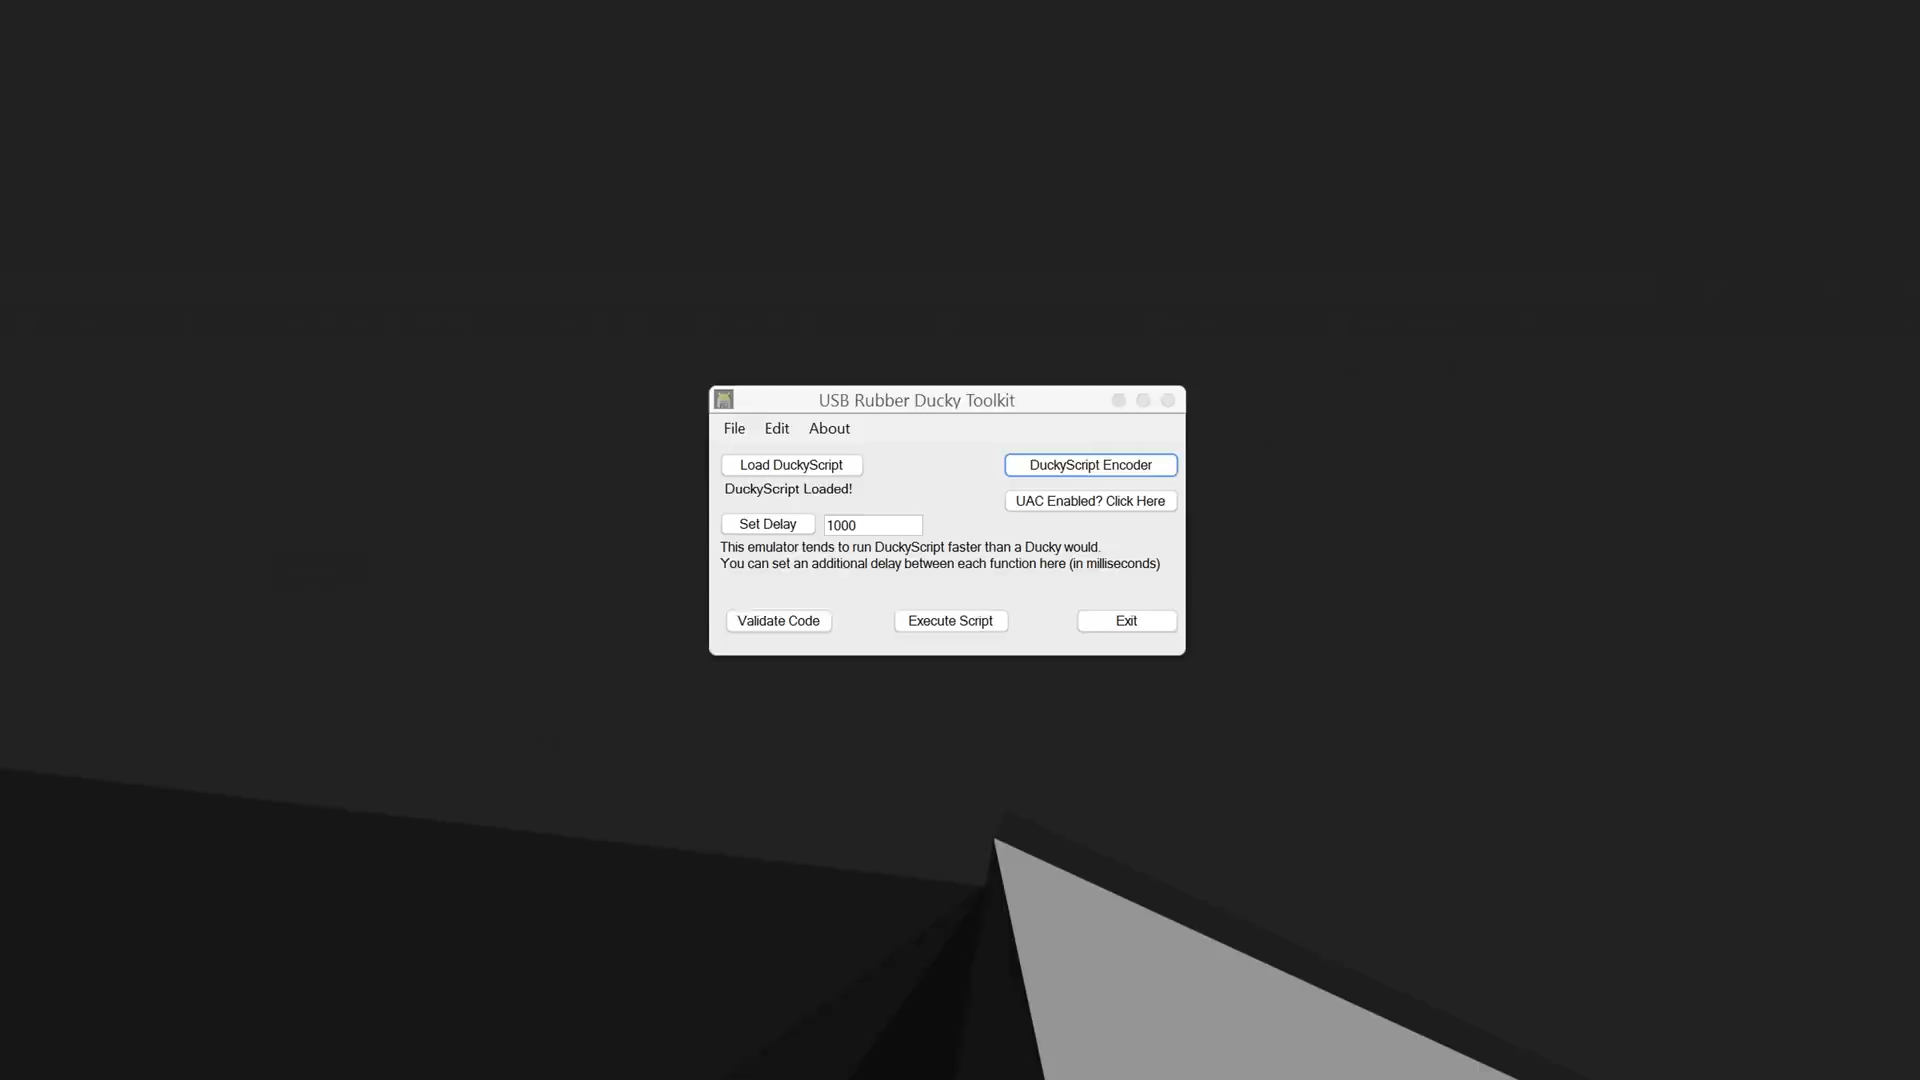 USB Rubber Ducky Toolkit
File Edit About
Load DuckyScript
DuckyScript Encoder
DuckyScript Loaded!
UAC Enabled? Click Here
Set Delay 1000
This emulator tends to run DuckyScript faster than a Ducky would.
You can set an additional delay between each function here (in milliseconds)
Validate Code Execute Script Exit